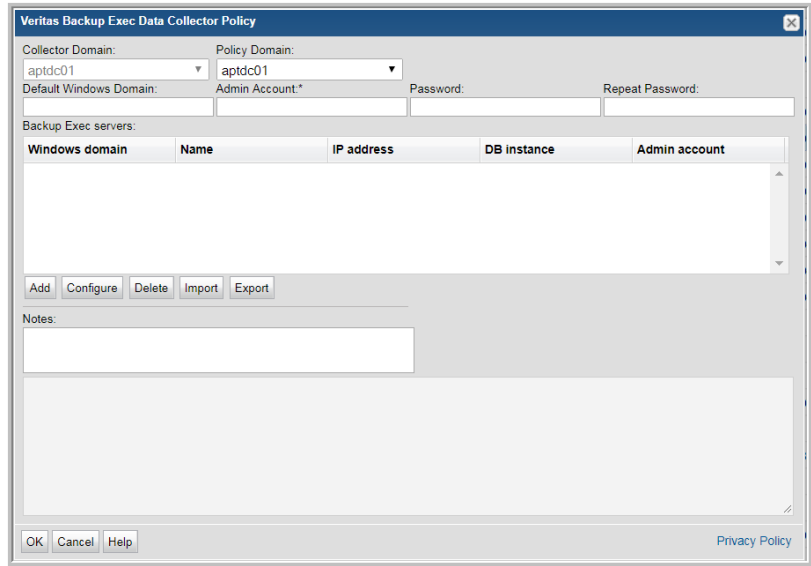 Veritas Backup Exec Data Collector Policy
Collector Domain: Policy Domain:
aptdc01 aptdc01
Default Windows Domain: Admin Account:* Password: Repeat Password:
Backup Exec servers:
Windows domain Name IP address DB instance Admin account
Add Configure Delete Import Export
Notes:
OK Cancel Help Privacy Policy